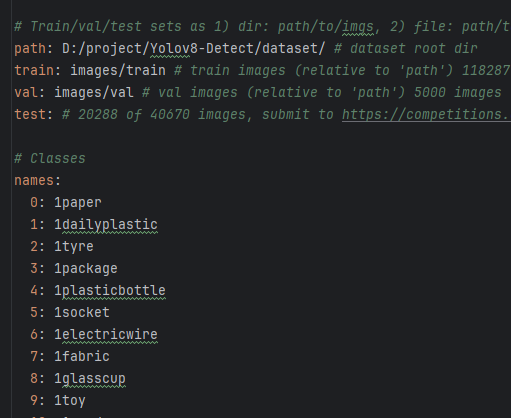 # Train/val/test sets as 1) dir: path/to/imgs, 2) file: path/t
path: D:/project/Yolov8-Detect/dataset/ # dataset root dir
train: images/train # train images (relative to 'path') 118287
val: images/val # val images (relative to 'path') 5000 images
test: # 20288 of 40670 images, submit to https://competitions.
# Classes
names:
0: 1paper
1: 1dailyplastic
2: 1tyre
3: 1package
4: 1plasticbottle
5: 1socket
6: 1electricwire
7: 1fabric
8: 1glasscup
9: 1toy